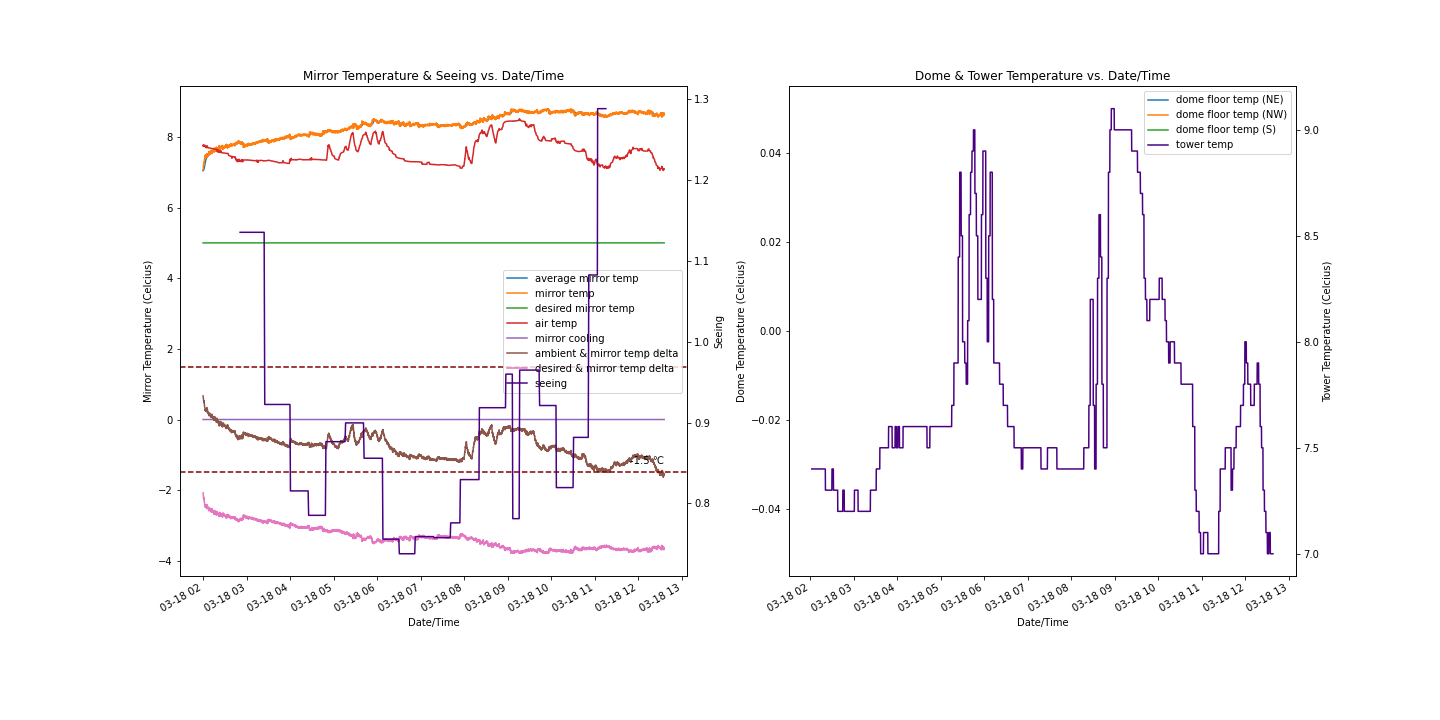 Mirror Temperature & Seeing vs. Date/Time
Mirror Temperature (Celcius)
8
6
4
2
0
−2
−4
1.3
1.2
1.1
1.0
0.9
0.8
Seeing
average mirror temp
mirror temp
desired mirror temp
air temp
mirror cooling
ambient & mirror temp delta
desired & mirror temp delta
seeing
-1.5 °C
03-18 02
03-18 03
03-18 04
03-18 05
03-18 06
03-18 07
03-18 08
03-18 09
03-18 10
03-18 11
03-18 12
03-18 13
Date/Time
Dome & Tower Temperature vs. Date/Time
Dome Temperature (Celcius)
0.04
0.02
0.00
−0.02
−0.04
9.0
8.5
8.0
7.5
7.0
Tower Temperature (Celcius)
dome floor temp (NE)
dome floor temp (NW)
dome floor temp (S)
tower temp
03-18 02
03-18 03
03-18 04
03-18 05
03-18 06
03-18 07
03-18 08
03-18 09
03-18 10
03-18 11
03-18 12
03-18 13
Date/Time